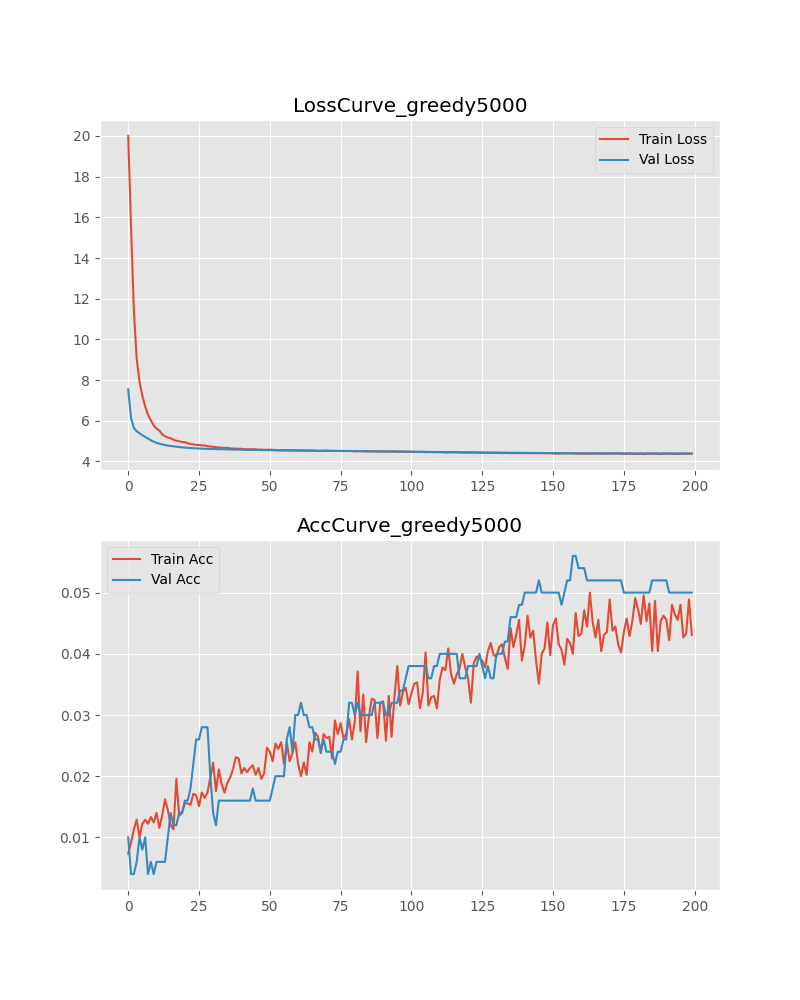 LossCurve_greedy5000
20
18
16
14
12
10
8
6
4
Train Loss
Val Loss
0 25 50 75 100 125 150 175 200
AccCurve_greedy5000
Train Acc
Val Acc
0.05
0.04
0.03
0.02
0.01
0 25 50 75 100 125 150 175 200